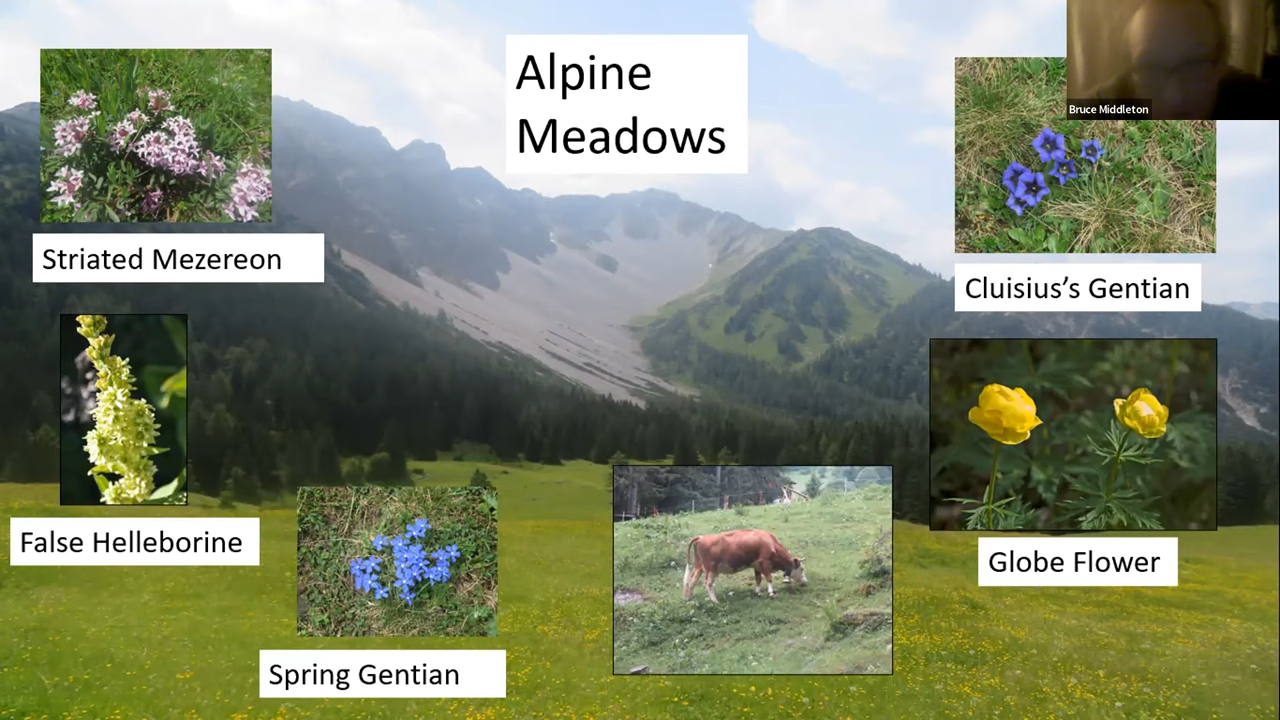 Alpine
Meadows
Bruce Middleton
Striated Mezereon
Cluisius’s Gentian
False Helleborine
Globe Flower
Spring Gentian